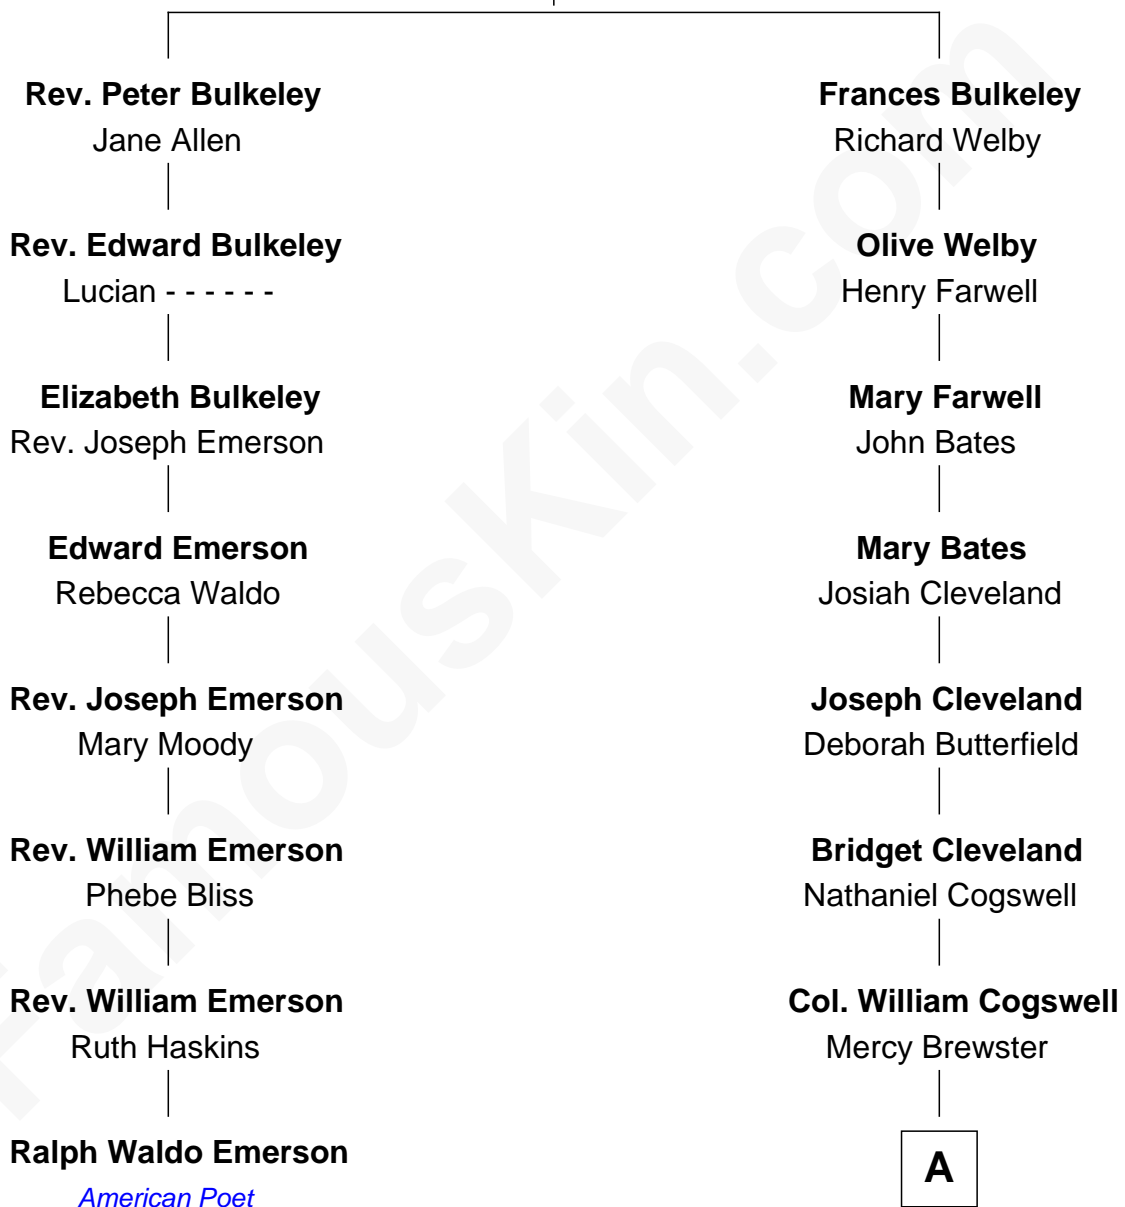 Rev. Peter Bulkeley
Jane Allen
Rev. Edward Bulkeley
Lucian - - - - - -
Elizabeth Bulkeley
Rev. Joseph Emerson
Edward Emerson
Rebecca Waldo
Rev. Joseph Emerson
Mary Moody
Rev. William Emerson
Phebe Bliss
Rev. William Emerson
Ruth Haskins
Ralph Waldo Emerson
American Poet
Frances Bulkeley
Richard Welby
Olive Welby
Henry Farwell
Mary Farwell
John Bates
Mary Bates
Josiah Cleveland
Joseph Cleveland
Deborah Butterfield
Bridget Cleveland
Nathaniel Cogswell
Col. William Cogswell
Mercy Brewster
A
FamousKin.com